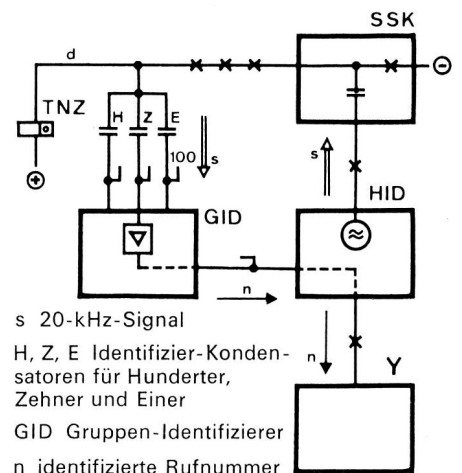 SSK
d
TNZ
H Z E
100
s
s
GID
HID
n
n
Y
s 20-kHz-Signal
H, Z, E Identifizier-Konden-
satoren für Hunderter,
Zehner und Einer
GID Gruppen-Identifizierer
n identifizierte Rufnummer